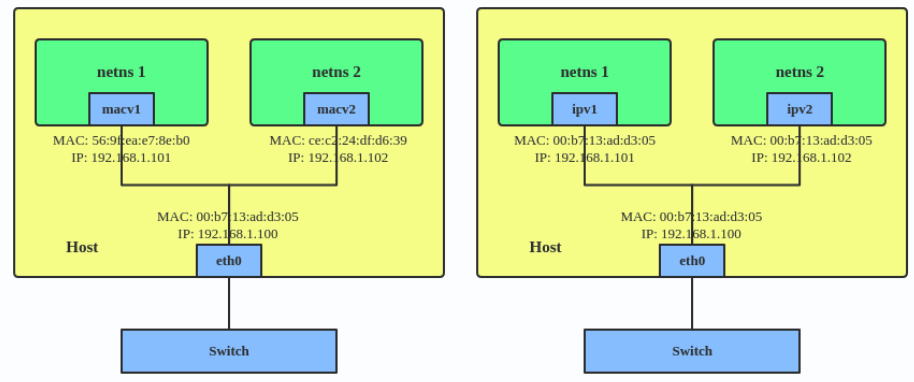 netns 1
netns 2
macv1
macv2
MAC: 56:9f:ea:e7:8e:b0
IP: 192.168.1.101
MAC: ce:c2:24:df:d6:39
IP: 192.168.1.102
MAC: 00:b7:13:ad:d3:05
IP: 192.168.1.100
Host
eth0
Switch
netns 1
netns 2
ipv1
ipv2
MAC: 00:b7:13:ad:d3:05
IP: 192.168.1.101
MAC: 00:b7:13:ad:d3:05
IP: 192.168.1.102
MAC: 00:b7:13:ad:d3:05
IP: 192.168.1.100
Host
eth0
Switch